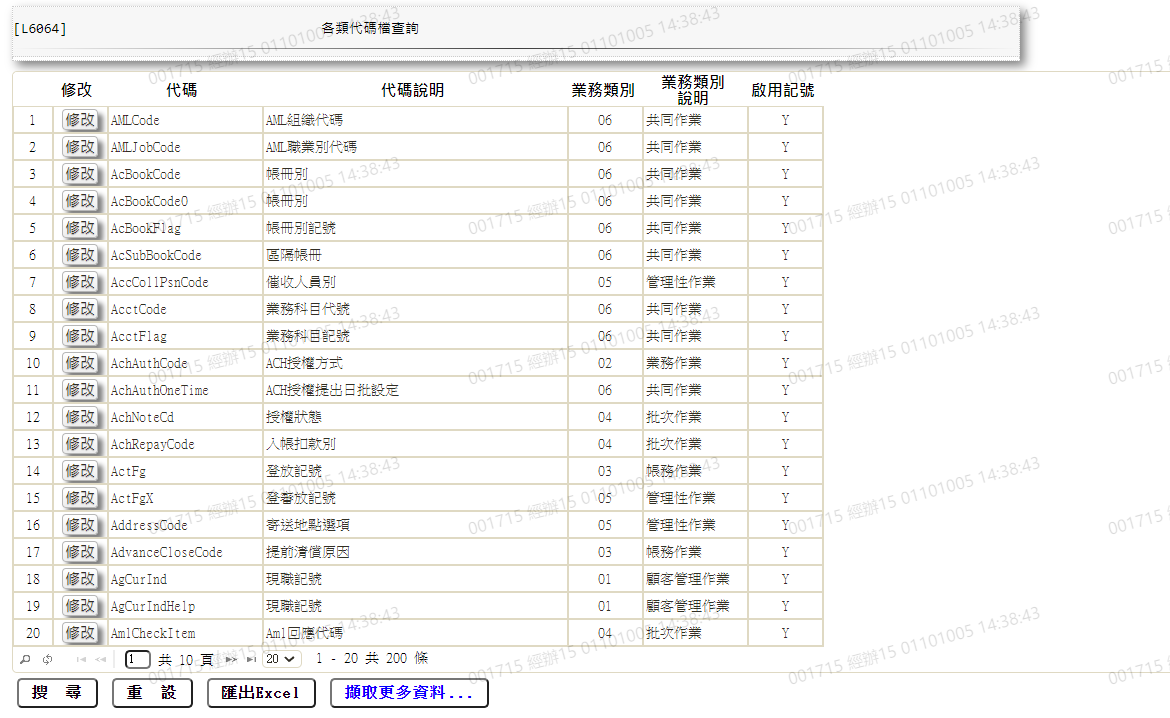 [L6064] 各類代碼檔查詢
修改 代碼 代碼說明 業務類別 業務類別說明 啟用記號
1 修改 AMLCode AML組織代碼 06 共同作業 Y
2 修改 AMLJobCode AML職業別代碼 06 共同作業 Y
3 修改 AcBookCode 帳冊別 06 共同作業 Y
4 修改 AcBookCodeO 帳冊別 06 共同作業 Y
5 修改 AcBookFlag 帳冊別記號 06 共同作業 Y
6 修改 AcSubBookCode 區隔帳冊 06 共同作業 Y
7 修改 AccCollPsnCode 催收人員別 05 管理性作業 Y
8 修改 AcctCode 業務科目代號 06 共同作業 Y
9 修改 AcctFlag 業務科目記號 06 共同作業 Y
10 修改 AchAuthCode ACH授權方式 02 業務作業 Y
11 修改 AchAuthOneTime ACH授權提出日批設定 06 共同作業 Y
12 修改 AchNoteCd 授權狀態 04 批次作業 Y
13 修改 AchRepayCode 入帳扣款別 04 批次作業 Y
14 修改 ActFg 登放記號 03 帳務作業 Y
15 修改 ActFgX 登審放記號 05 管理性作業 Y
16 修改 AddressCode 寄送地點選項 05 管理性作業 Y
17 修改 AdvanceCloseCode 提前清償原因 03 帳務作業 Y
18 修改 AgCurInd 現職記號 01 顧客管理作業 Y
19 修改 AgCurIndHelp 現職記號 01 顧客管理作業 Y
20 修改 AmlCheckItem Aml回應代碼 04 批次作業 Y
1 共 10 頁 20 1 - 20 共 200 條
搜 尋 重 設 匯出Excel 擷取更多資料...
001715 經辦15 01101005 14:38:43